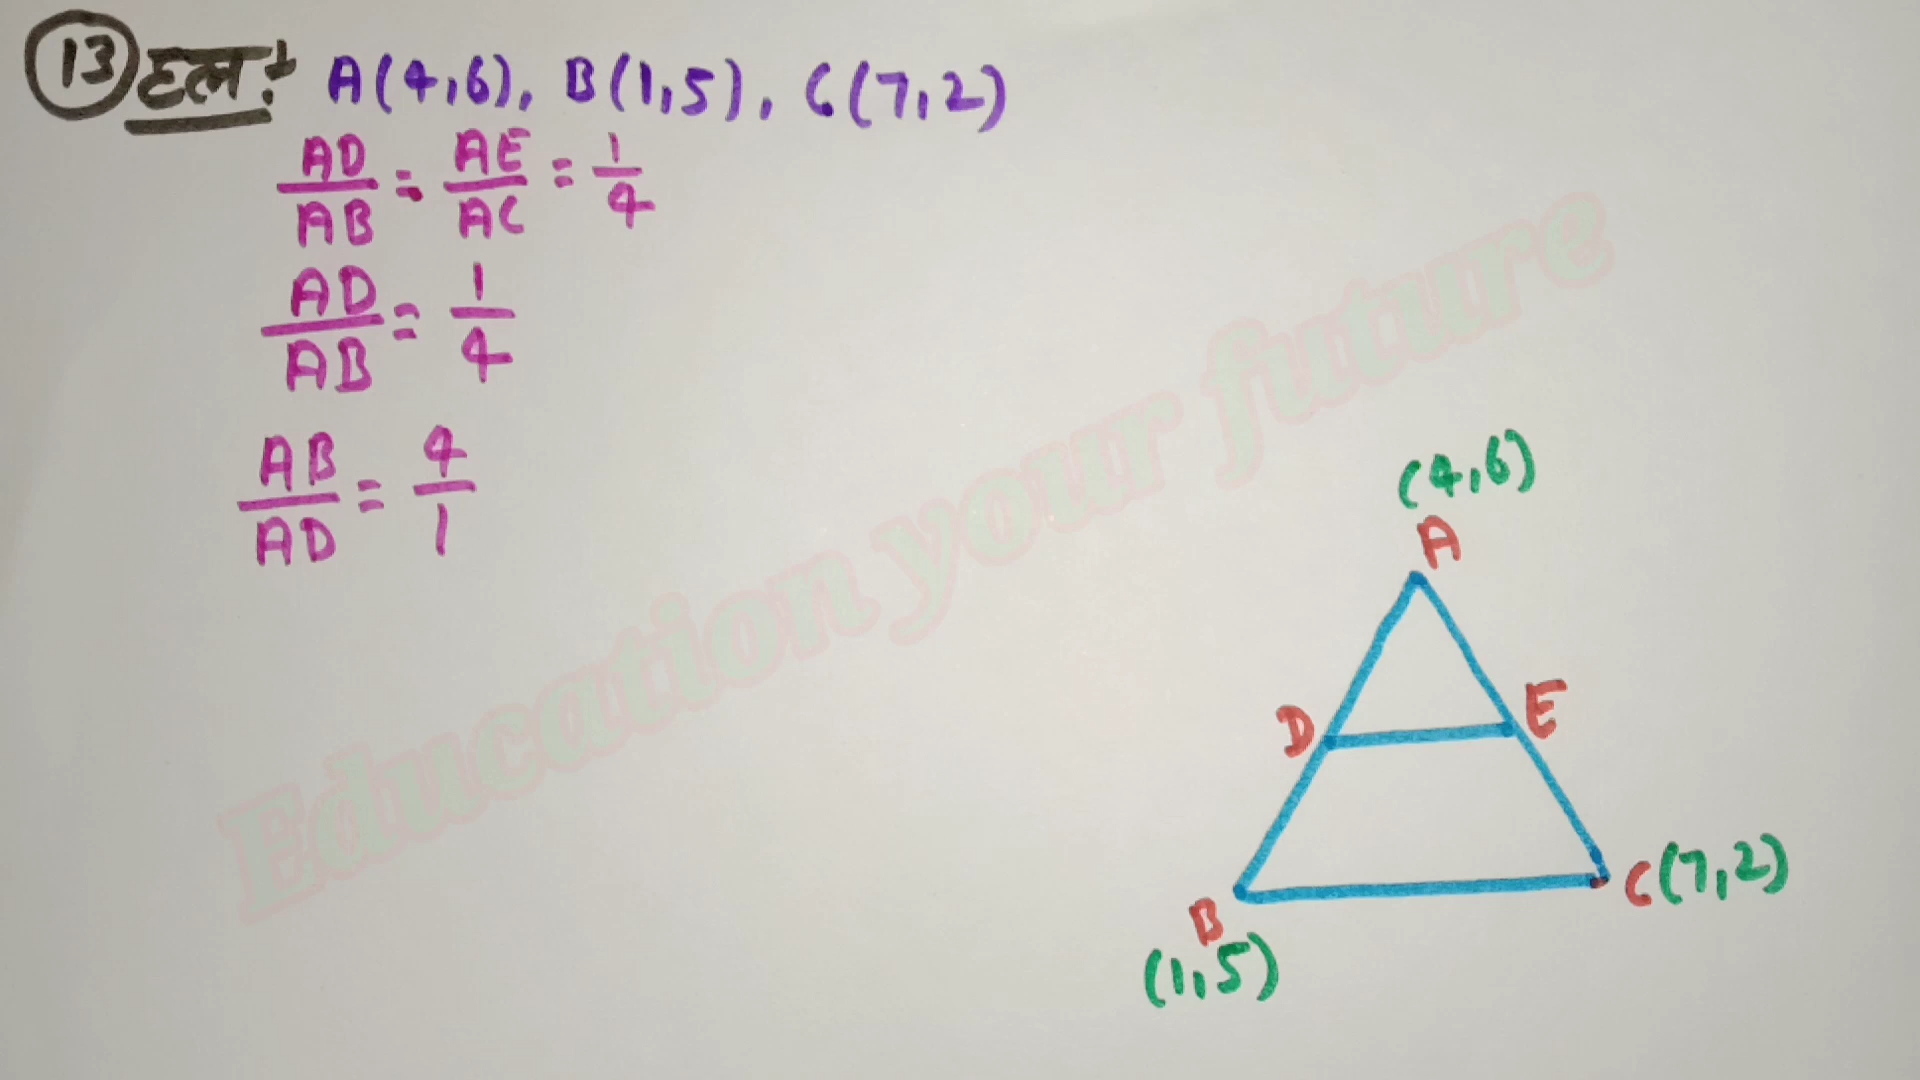 13 हल:- A(4,6), B(1,5), C(7,2)
AD/AB = AE/AC = 1/4
AD/AB = 1/4
AB/AD = 4/1
(4,6)
A
D E
B C(7,2)
(1,5)
Education your future